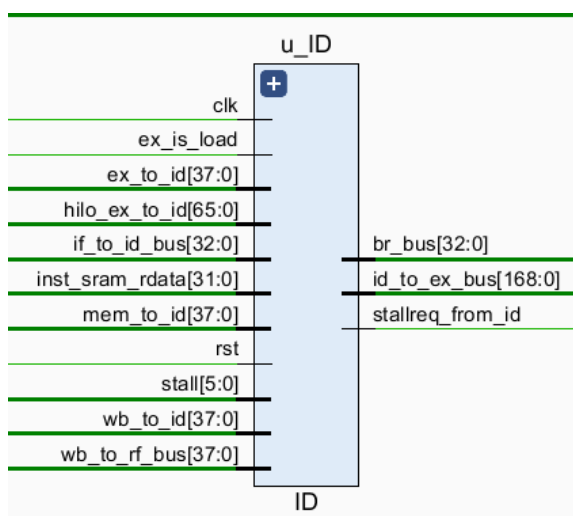 u_ID
+
clk
ex_is_load
ex_to_id[37:0]
hilo_ex_to_id[65:0]
if_to_id_bus[32:0]
inst_sram_rdata[31:0]
mem_to_id[37:0]
rst
stall[5:0]
wb_to_id[37:0]
wb_to_rf_bus[37:0]
br_bus[32:0]
id_to_ex_bus[168:0]
stallreq_from_id
ID